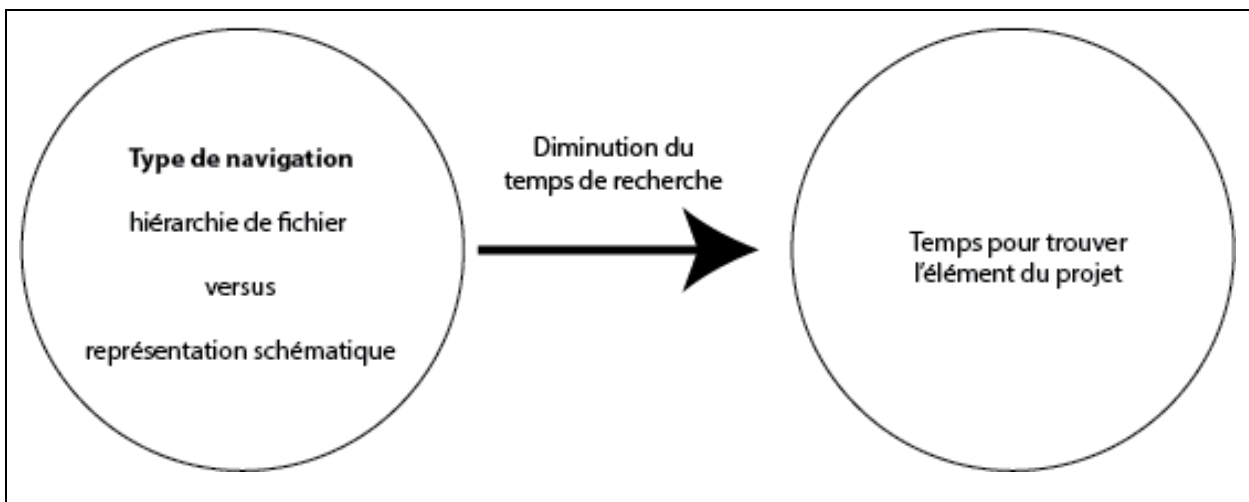 Type de navigation
hiérarchie de fichier
versus
représentation schématique
Diminution du
temps de recherche
Temps pour trouver
l'élément du projet